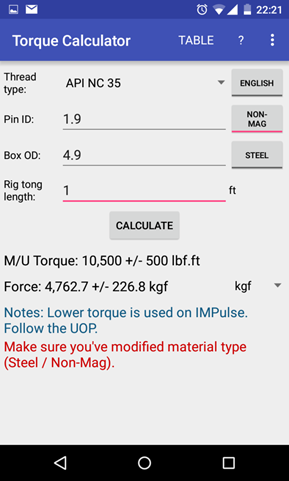 22:21
Torque Calculator TABLE ?
Thread type: API NC 35 ENGLISH
Pin ID: 1.9 NON-MAG
Box OD: 4.9 STEEL
Rig tong length: 1 ft
CALCULATE
M/U Torque: 10,500 +/- 500 lbf.ft
Force: 4,762.7 +/- 226.8 kgf kgf
Notes: Lower torque is used on IMPulse.
Follow the UOP.
Make sure you've modified material type
(Steel / Non-Mag).